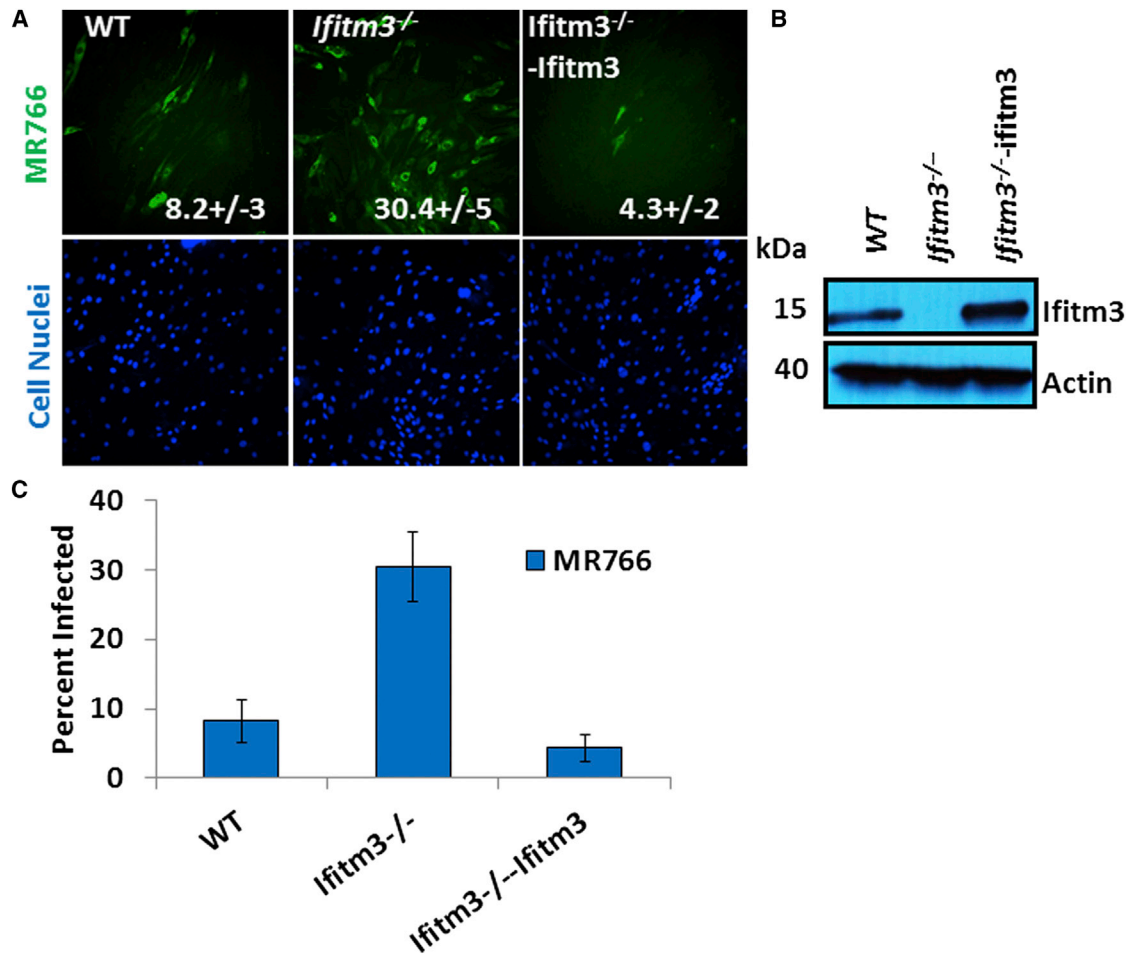 A
WT
Ifitm3-/-
Ifitm3-/-
-Ifitm3
MR766
8.2+/-3
30.4+/-5
4.3+/-2
Cell Nuclei
B
WT
Ifitm3-/-
Ifitm3-/--ifitm3
kDa
15
Ifitm3
40
Actin
C
Percent Infected
40
30
20
10
0
MR766
WT
Ifitm3-/-
Ifitm3-/--Ifitm3